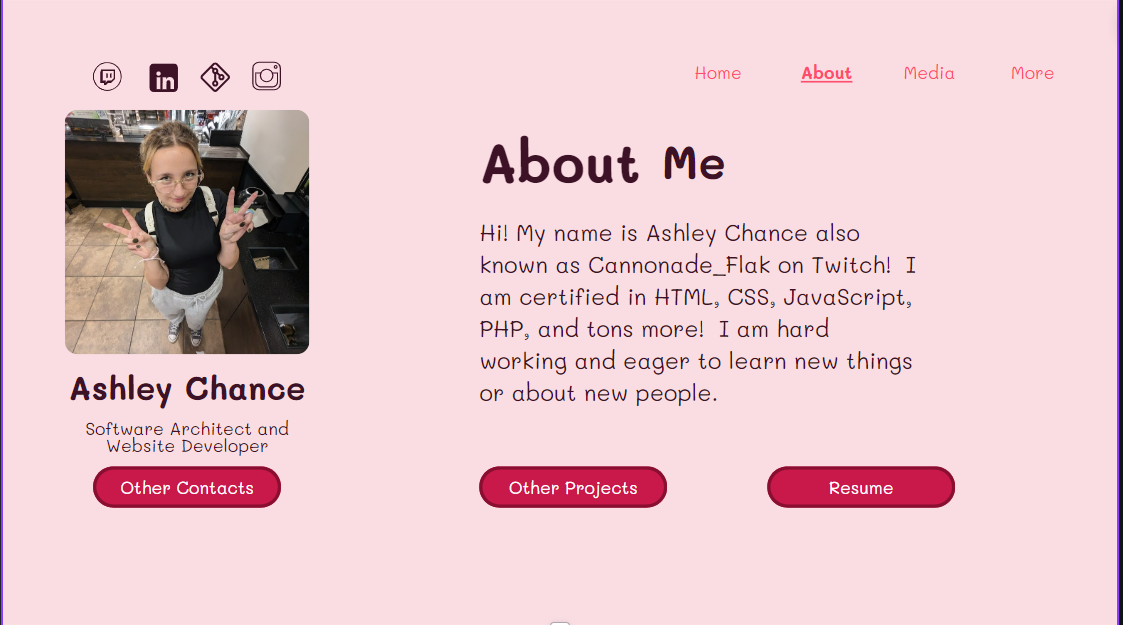 in
Home About Media More
About Me
Hi! My name is Ashley Chance also
known as Cannonade_Flak on Twitch!  I
am certified in HTML, CSS, JavaScript,
PHP, and tons more!  I am hard
working and eager to learn new things
or about new people.
Ashley Chance
Software Architect and
Website Developer
Other Contacts
Other Projects
Resume